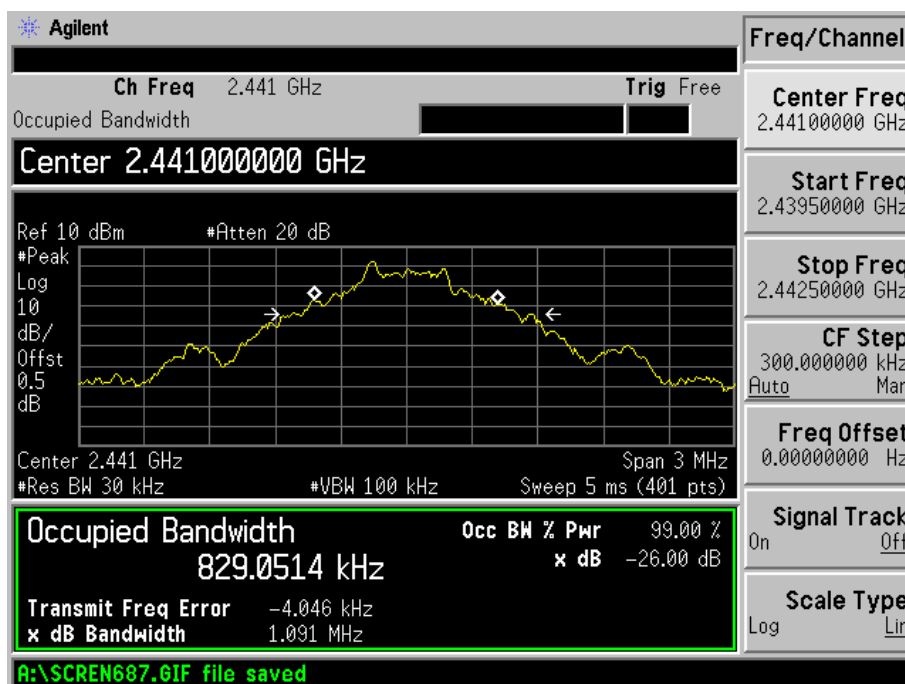 Agilent
Ch Freq 2.441 GHz Trig Free
Occupied Bandwidth
Center 2.441000000 GHz
Ref 10 dBm #Atten 20 dB
#Peak
Log
10
dB/
Offst
0.5
dB
Center 2.441 GHz Span 3 MHz
#Res BW 30 kHz #VBW 100 kHz Sweep 5 ms (401 pts)
Occupied Bandwidth Occ BW % Pwr 99.00 %
829.0514 kHz x dB -26.00 dB
Transmit Freq Error -4.046 kHz
x dB Bandwidth 1.091 MHz
A:\SCREN687.GIF file saved
Freq/Channel
Center Freq
2.44100000 GHz
Start Freq
2.43950000 GHz
Stop Freq
2.44250000 GHz
CF Step
300.000000 kHz
Auto Man
Freq Offset
0.00000000 Hz
Signal Track
On Off
Scale Type
Log Lin